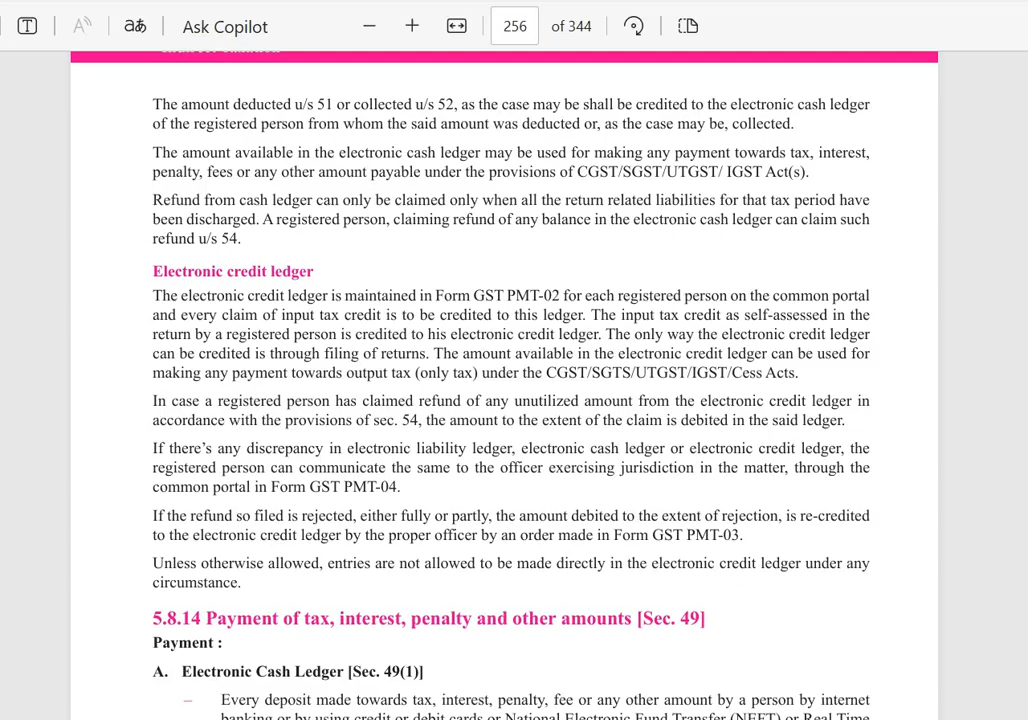 Ask Copilot
256 of 344
The amount deducted u/s 51 or collected u/s 52, as the case may be shall be credited to the electronic cash ledger
of the registered person from whom the said amount was deducted or, as the case may be, collected.
The amount available in the electronic cash ledger may be used for making any payment towards tax, interest,
penalty, fees or any other amount payable under the provisions of CGST/SGST/UTGST/ IGST Act(s).
Refund from cash ledger can only be claimed only when all the return related liabilities for that tax period have
been discharged. A registered person, claiming refund of any balance in the electronic cash ledger can claim such
refund u/s 54.
Electronic credit ledger
The electronic credit ledger is maintained in Form GST PMT-02 for each registered person on the common portal
and every claim of input tax credit is to be credited to this ledger. The input tax credit as self-assessed in the
return by a registered person is credited to his electronic credit ledger. The only way the electronic credit ledger
can be credited is through filing of returns. The amount available in the electronic credit ledger can be used for
making any payment towards output tax (only tax) under the CGST/SGTS/UTGST/IGST/Cess Acts.
In case a registered person has claimed refund of any unutilized amount from the electronic credit ledger in
accordance with the provisions of sec. 54, the amount to the extent of the claim is debited in the said ledger.
If there’s any discrepancy in electronic liability ledger, electronic cash ledger or electronic credit ledger, the
registered person can communicate the same to the officer exercising jurisdiction in the matter, through the
common portal in Form GST PMT-04.
If the refund so filed is rejected, either fully or partly, the amount debited to the extent of rejection, is re-credited
to the electronic credit ledger by the proper officer by an order made in Form GST PMT-03.
Unless otherwise allowed, entries are not allowed to be made directly in the electronic credit ledger under any
circumstance.
5.8.14 Payment of tax, interest, penalty and other amounts [Sec. 49]
Payment :
A. Electronic Cash Ledger [Sec. 49(1)]
– Every deposit made towards tax, interest, penalty, fee or any other amount by a person by internet
banking or by using credit or debit cards or National Electronic Fund Transfer (NEFT) or Real Time